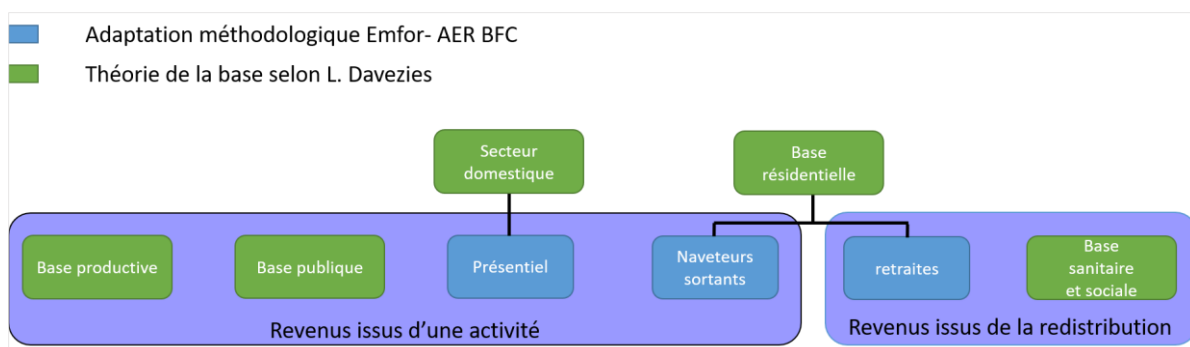 Adaptation méthodologique Emfor- AER BFC
Théorie de la base selon L. Davezies
Secteur
domestique
Base
résidentielle
Base productive
Base publique
Présentiel
Naveteurs
sortants
retraites
Base
sanitaire
et sociale
Revenus issus d'une activité
Revenus issus de la redistribution